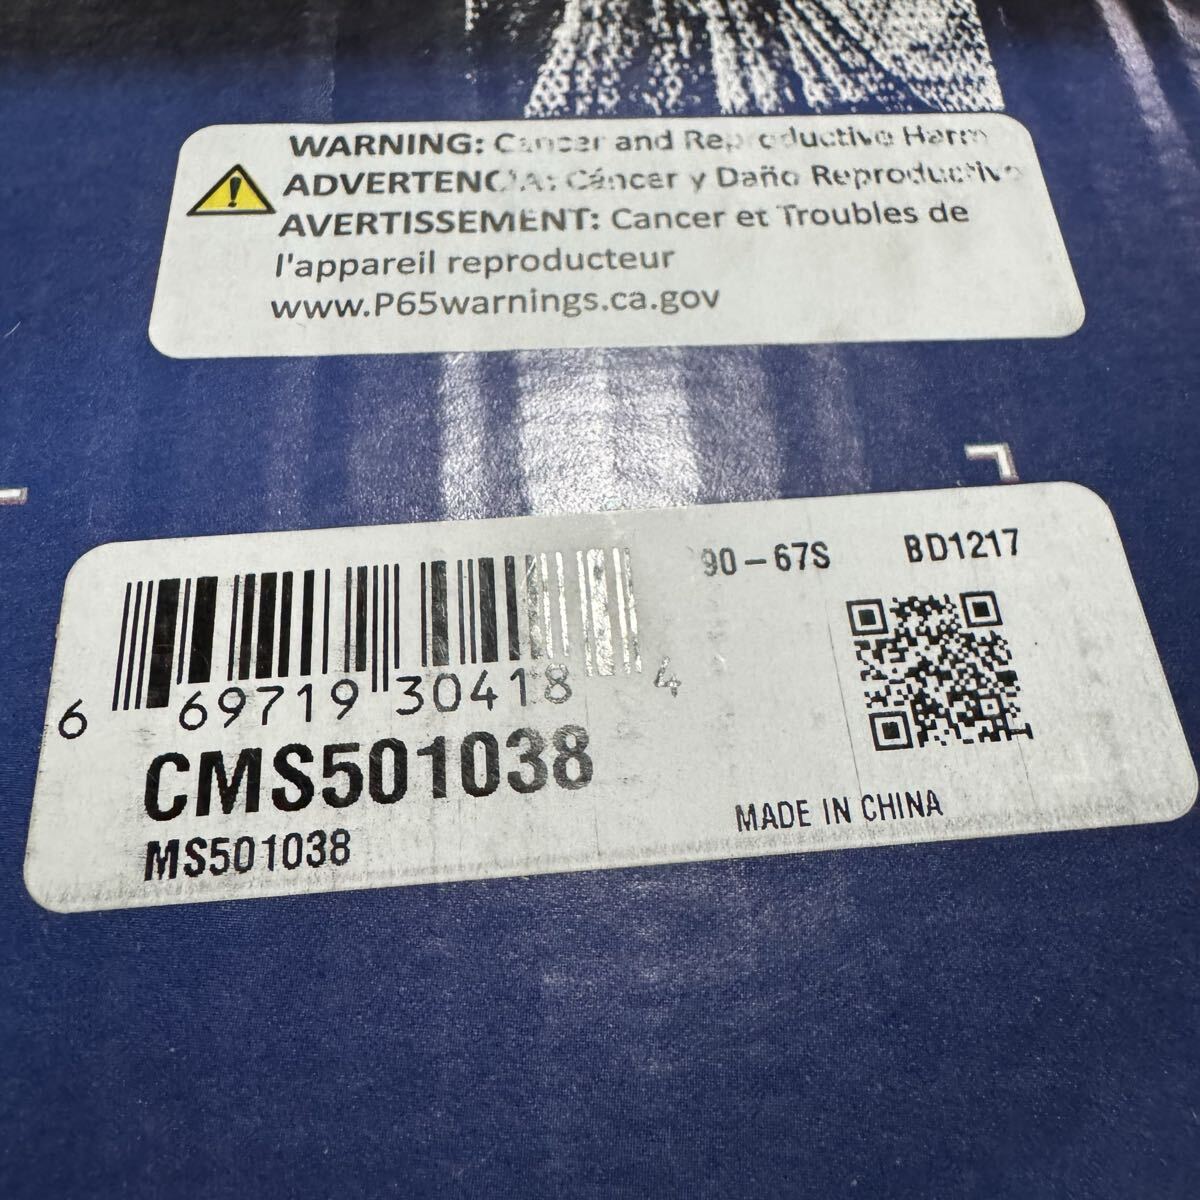 WARNING: Cancer and Reproductive Harm
ADVERTENCIA: Cáncer y Daño Reproductivo
AVERTISSEMENT: Cancer et Troubles de
l'appareil reproducteur
www.P65warnings.ca.gov
90-67S BD1217
6 69719 30418 4
CMS501038
MS501038
MADE IN CHINA